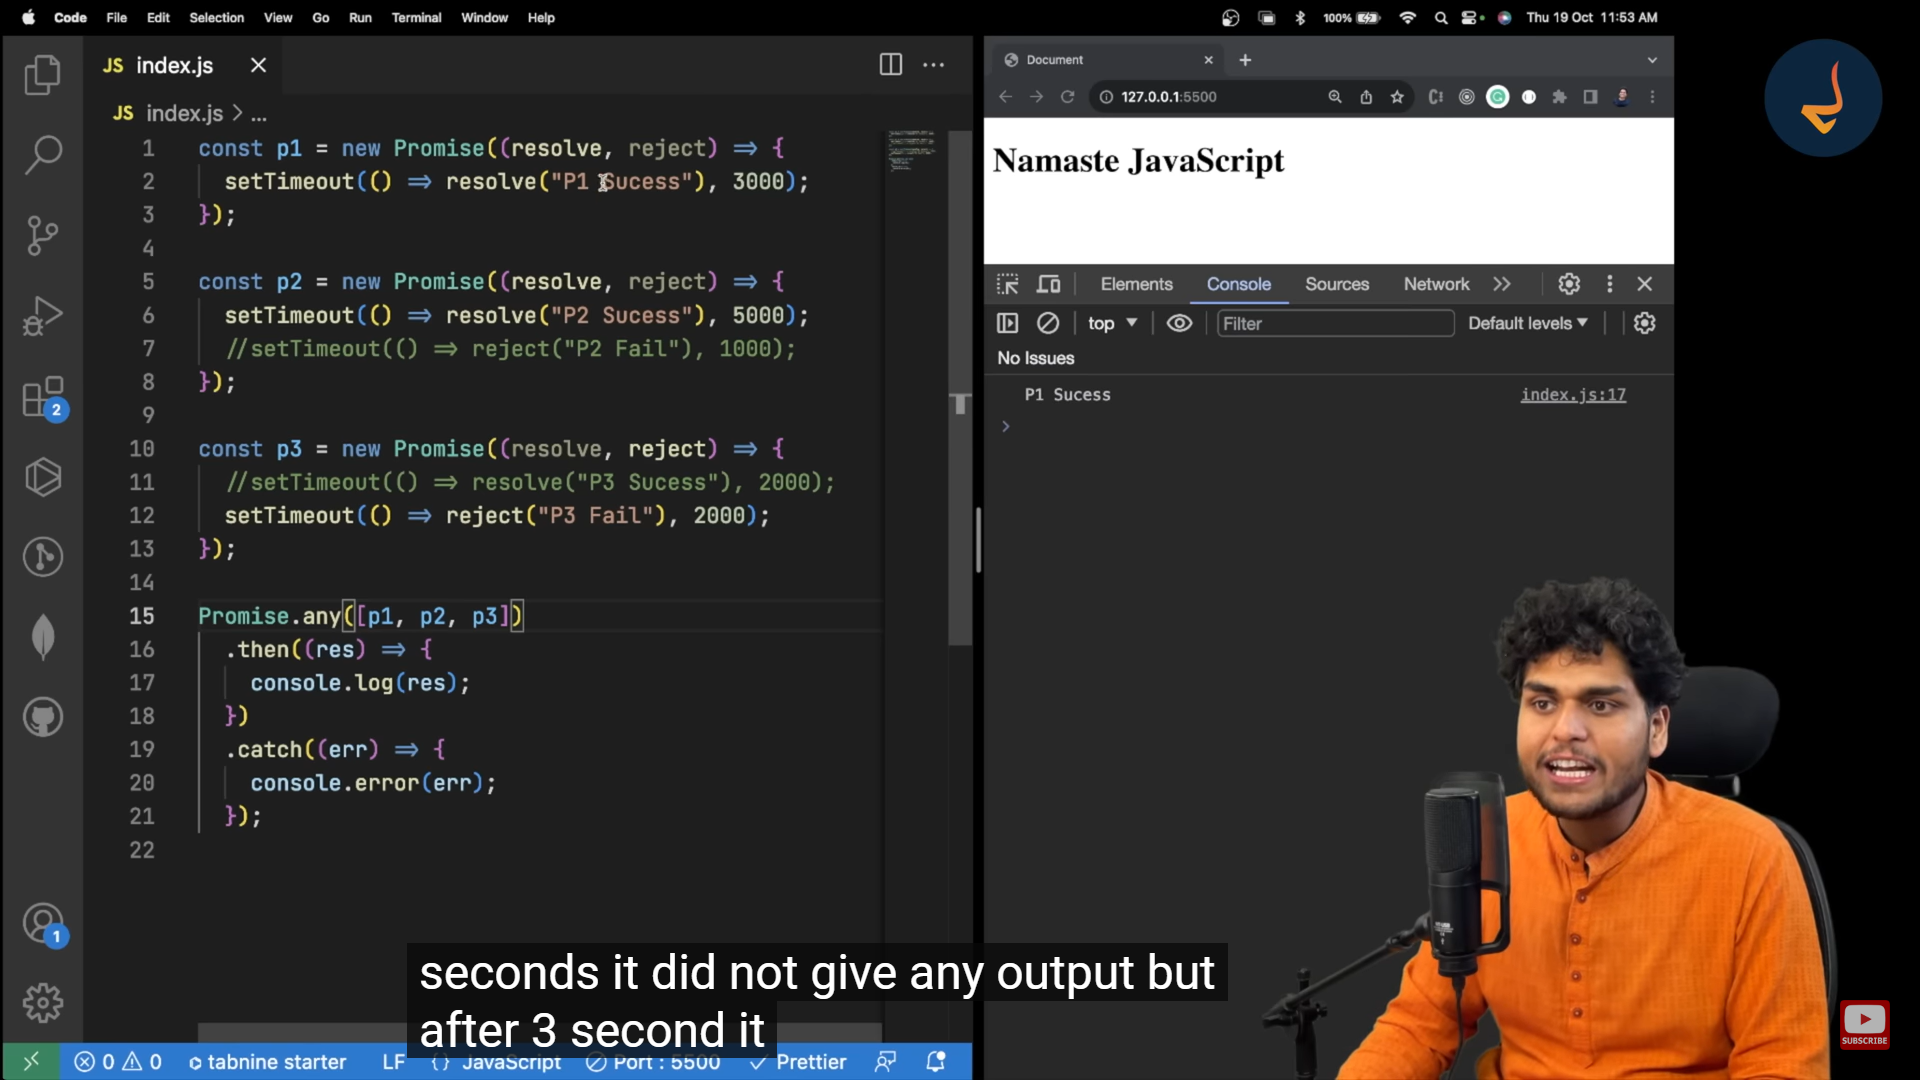 Code File Edit Selection View Go Run Terminal Window Help 100% Thu 19 Oct 11:53 AM
JS index.js
JS index.js > ...
1 const p1 = new Promise((resolve, reject) => {
2 setTimeout(() => resolve("P1 Sucess"), 3000);
3 });
4
5 const p2 = new Promise((resolve, reject) => {
6 setTimeout(() => resolve("P2 Sucess"), 5000);
7 //setTimeout(() => reject("P2 Fail"), 1000);
8 });
9
10 const p3 = new Promise((resolve, reject) => {
11 //setTimeout(() => resolve("P3 Sucess"), 2000);
12 setTimeout(() => reject("P3 Fail"), 2000);
13 });
14
15 Promise.any([p1, p2, p3])
16 .then((res) => {
17 console.log(res);
18 })
19 .catch((err) => {
20 console.error(err);
21 });
22
2
1
0 0 tabnine starter LF {} JavaScript Port : 5500 Prettier
Document
127.0.0.1:5500
Namaste JavaScript
Elements Console Sources Network
top Filter Default levels
No Issues
P1 Sucess index.js:17
seconds it did not give any output but
after 3 second it
SUBSCRIBE